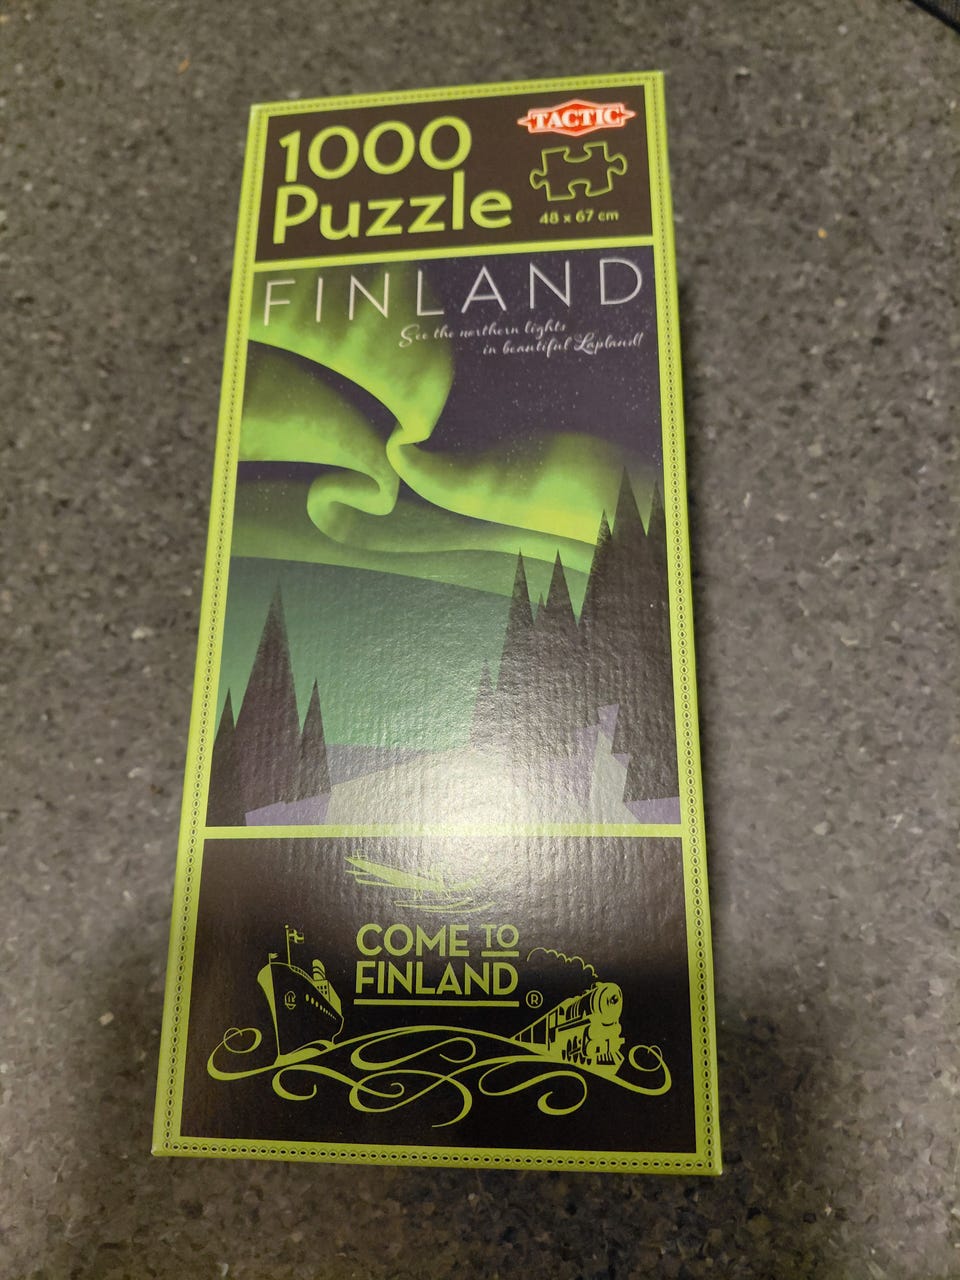 1000
Puzzle
TACTIC
48 x 67 cm
FINLAND
See the northern lights
in beautiful Lapland!
COME TO
FINLAND
®